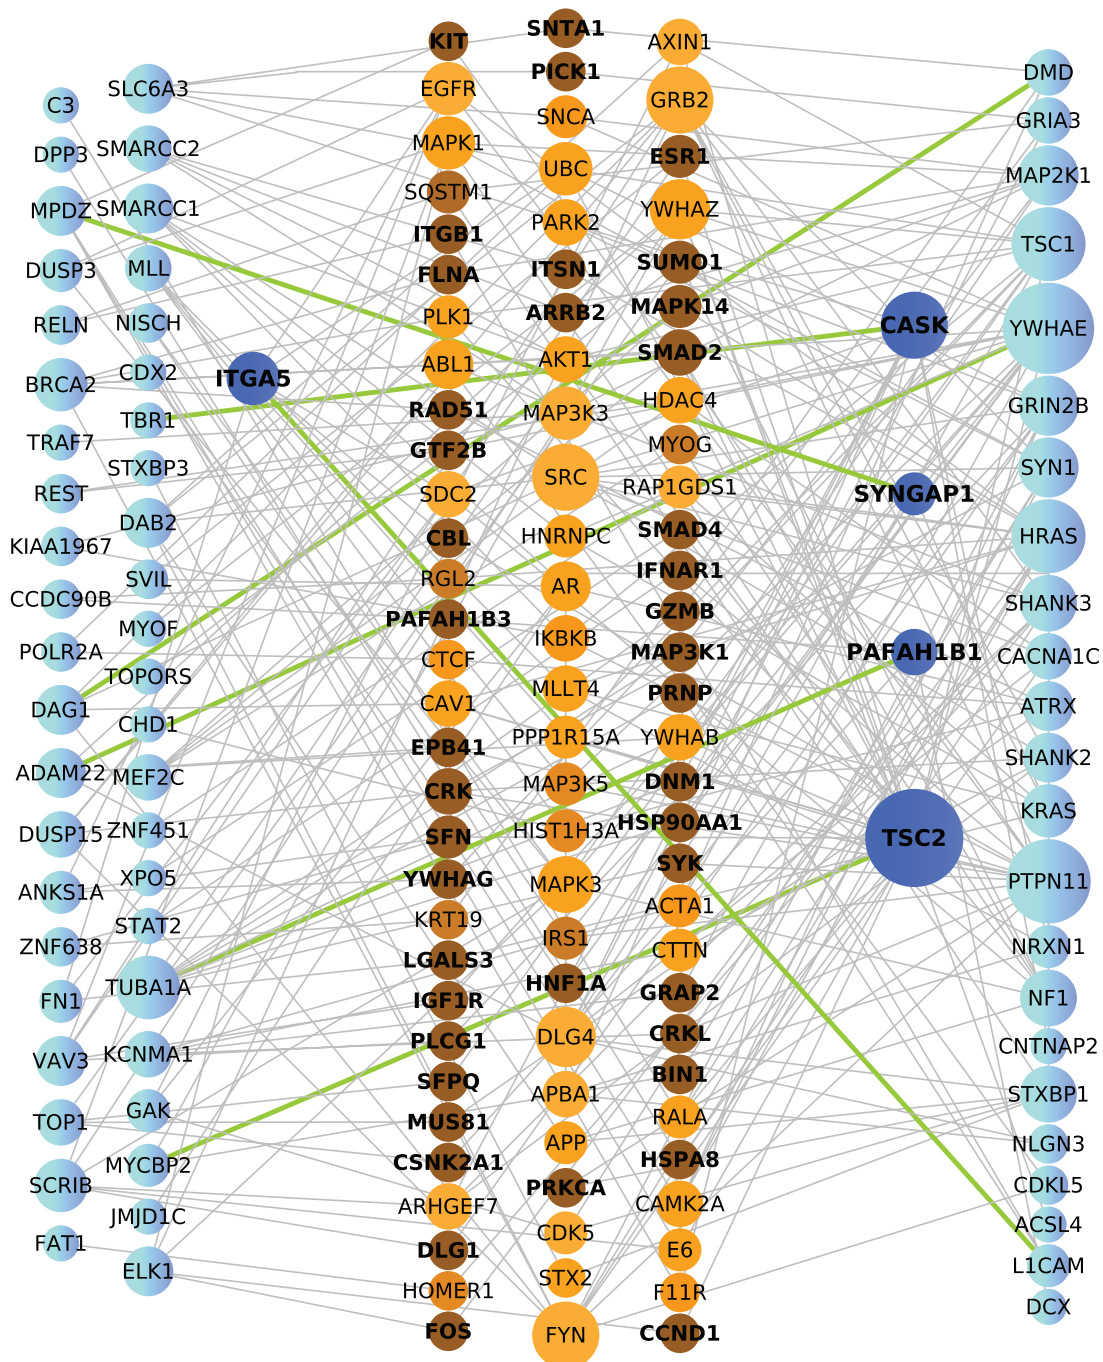 C3
DPP3
MPDZ
DUSP3
RELN
BRCA2
TRAF7
REST
KIAA1967
CCDC90B
POLR2A
DAG1
ADAM22
DUSP15
ANKS1A
ZNF638
FN1
VAV3
TOP1
SCRIB
FAT1
SLC6A3
SMARCC2
SMARCC1
MLL
NISCH
CDX2
TBR1
STXBP3
DAB2
SVIL
MYOF
TOPORS
CHD1
MEF2C
ZNF451
XPO5
STAT2
TUBA1A
KCNMA1
GAK
MYCBP2
JMJD1C
ELK1
ITGA5
KIT
EGFR
MAPK1
SQSTM1
ITGB1
FLNA
PLK1
ABL1
RAD51
GTF2B
SDC2
CBL
RGL2
PAFAH1B3
CTCF
CAV1
EPB41
CRK
SFN
YWHAG
KRT19
LGALS3
IGF1R
PLCG1
SFPQ
MUS81
CSNK2A1
ARHGEF7
DLG1
HOMER1
FOS
SNTA1
PICK1
SNCA
UBC
PARK2
ITSN1
ARRB2
AKT1
MAP3K3
SRC
HNRNPC
AR
IKBKB
MLLT4
PPP1R15A
MAP3K5
HIST1H3A
MAPK3
IRS1
HNF1A
DLG4
APBA1
APP
PRKCA
CDK5
STX2
FYN
AXIN1
GRB2
ESR1
YWHAZ
SUMO1
MAPK14
SMAD2
HDAC4
MYOG
RAP1GDS1
SMAD4
IFNAR1
GZMB
MAP3K1
PRNP
YWHAB
DNM1
HSP90AA1
SYK
ACTA1
CTTN
GRAP2
CRKL
BIN1
RALA
HSPA8
CAMK2A
E6
F11R
CCND1
CASK
SYNGAP1
PAFAH1B1
TSC2
DMD
GRIA3
MAP2K1
TSC1
YWHAE
GRIN2B
SYN1
HRAS
SHANK3
CACNA1C
ATRX
SHANK2
KRAS
PTPN11
NRXN1
NF1
CNTNAP2
STXBP1
NLGN3
CDKL5
ACSL4
L1CAM
DCX